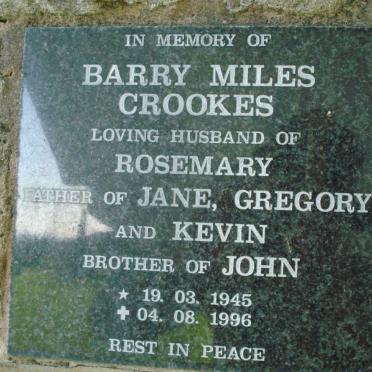 IN MEMORY OF
BARRY MILES
CROOKES
LOVING HUSBAND OF
ROSEMARY
FATHER OF JANE, GREGORY
AND KEVIN
BROTHER OF JOHN
★ 19. 03. 1945
✝ 04. 08. 1996
REST IN PEACE